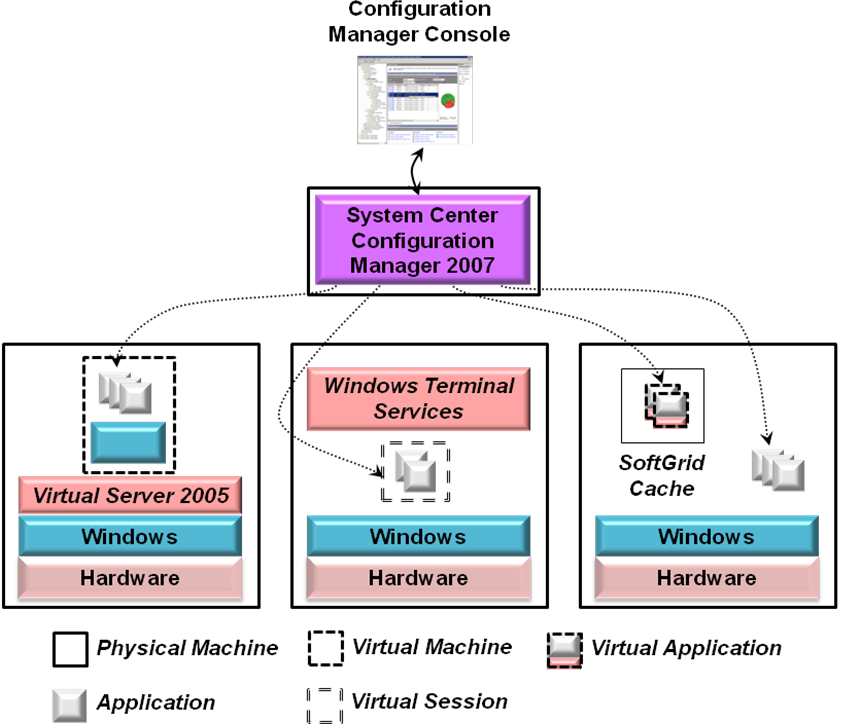 Configuration
Manager Console
System Center
Configuration
Manager 2007
Windows Terminal
Services
SoftGrid
Cache
Virtual Server 2005
Windows
Windows
Windows
Hardware
Hardware
Hardware
Physical Machine
Virtual Machine
Virtual Application
Application
Virtual Session